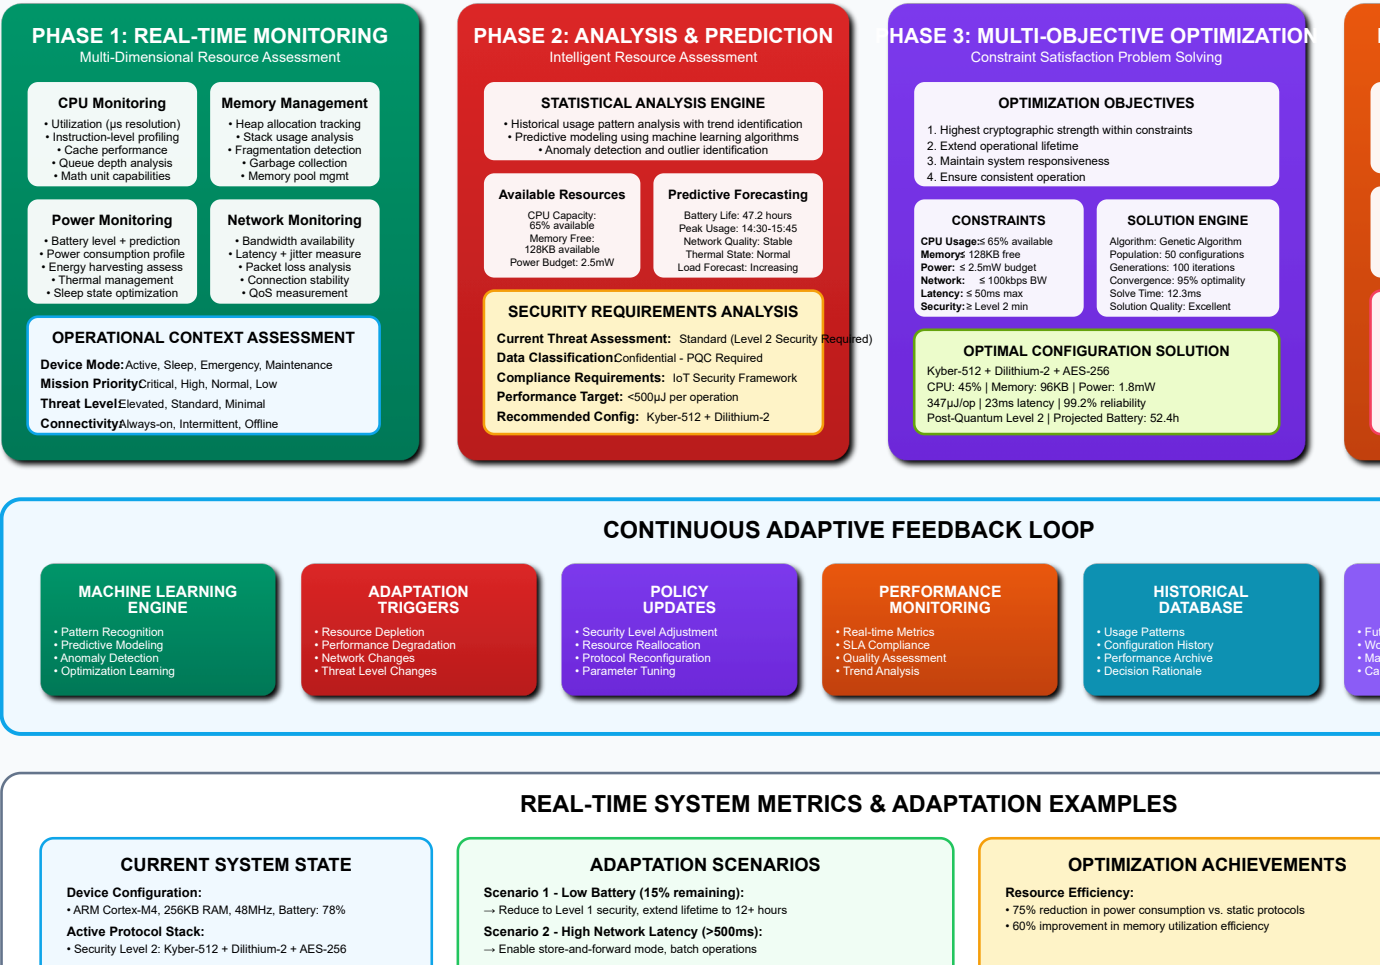 PHASE 1: REAL-TIME MONITORING
Multi-Dimensional Resource Assessment
CPU Monitoring
• Utilization (µs resolution)
• Instruction-level profiling
• Cache performance
• Queue depth analysis
• Math unit capabilities
Memory Management
• Heap allocation tracking
• Stack usage analysis
• Fragmentation detection
• Garbage collection
• Memory pool mgmt
Power Monitoring
• Battery level + prediction
• Power consumption profile
• Energy harvesting assess
• Thermal management
• Sleep state optimization
Network Monitoring
• Bandwidth availability
• Latency + jitter measure
• Packet loss analysis
• Connection stability
• QoS measurement
OPERATIONAL CONTEXT ASSESSMENT
Device Mode: Active, Sleep, Emergency, Maintenance
Mission Priority: Critical, High, Normal, Low
Threat Level: Elevated, Standard, Minimal
Connectivity: Always-on, Intermittent, Offline
PHASE 2: ANALYSIS & PREDICTION
Intelligent Resource Assessment
STATISTICAL ANALYSIS ENGINE
• Historical usage pattern analysis with trend identification
• Predictive modeling using machine learning algorithms
• Anomaly detection and outlier identification
Available Resources
CPU Capacity:
65% available
Memory Free:
128KB available
Power Budget: 2.5mW
Predictive Forecasting
Battery Life: 47.2 hours
Peak Usage: 14:30-15:45
Network Quality: Stable
Thermal State: Normal
Load Forecast: Increasing
SECURITY REQUIREMENTS ANALYSIS
Current Threat Assessment: Standard (Level 2 Security Required)
Data Classification: Confidential - PQC Required
Compliance Requirements: IoT Security Framework
Performance Target: <500µJ per operation
Recommended Config: Kyber-512 + Dilithium-2
PHASE 3: MULTI-OBJECTIVE OPTIMIZATION
Constraint Satisfaction Problem Solving
OPTIMIZATION OBJECTIVES
1. Highest cryptographic strength within constraints
2. Extend operational lifetime
3. Maintain system responsiveness
4. Ensure consistent operation
CONSTRAINTS
CPU Usage: ≤ 65% available
Memory: ≤ 128KB free
Power: ≤ 2.5mW budget
Network: ≤ 100kbps BW
Latency: ≤ 50ms max
Security: ≥ Level 2 min
SOLUTION ENGINE
Algorithm: Genetic Algorithm
Population: 50 configurations
Generations: 100 iterations
Convergence: 95% optimality
Solve Time: 12.3ms
Solution Quality: Excellent
OPTIMAL CONFIGURATION SOLUTION
Kyber-512 + Dilithium-2 + AES-256
CPU: 45% | Memory: 96KB | Power: 1.8mW
347µJ/op | 23ms latency | 99.2% reliability
Post-Quantum Level 2 | Projected Battery: 52.4h
CONTINUOUS ADAPTIVE FEEDBACK LOOP
MACHINE LEARNING
ENGINE
• Pattern Recognition
• Predictive Modeling
• Anomaly Detection
• Optimization Learning
ADAPTATION
TRIGGERS
• Resource Depletion
• Performance Degradation
• Network Changes
• Threat Level Changes
POLICY
UPDATES
• Security Level Adjustment
• Resource Reallocation
• Protocol Reconfiguration
• Parameter Tuning
PERFORMANCE
MONITORING
• Real-time Metrics
• SLA Compliance
• Quality Assessment
• Trend Analysis
HISTORICAL
DATABASE
• Usage Patterns
• Configuration History
• Performance Archive
• Decision Rationale
REAL-TIME SYSTEM METRICS & ADAPTATION EXAMPLES
CURRENT SYSTEM STATE
Device Configuration:
• ARM Cortex-M4, 256KB RAM, 48MHz, Battery: 78%
Active Protocol Stack:
• Security Level 2: Kyber-512 + Dilithium-2 + AES-256
ADAPTATION SCENARIOS
Scenario 1 - Low Battery (15% remaining):
→ Reduce to Level 1 security, extend lifetime to 12+ hours
Scenario 2 - High Network Latency (>500ms):
→ Enable store-and-forward mode, batch operations
OPTIMIZATION ACHIEVEMENTS
Resource Efficiency:
• 75% reduction in power consumption vs. static protocols
• 60% improvement in memory utilization efficiency